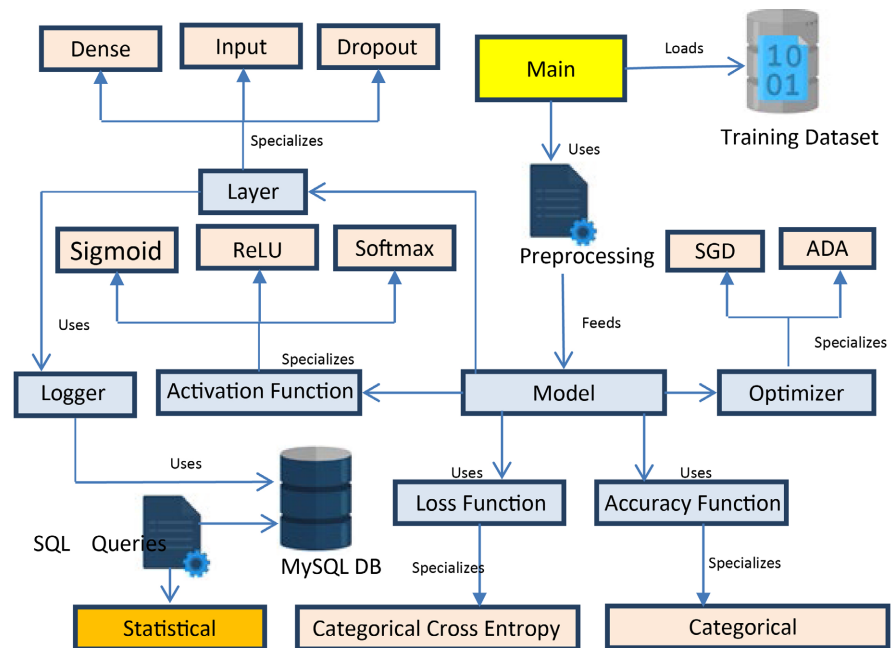 Dense
Input
Dropout
Main
Loads
Training Dataset
Specializes
Uses
Layer
Preprocessing
Sigmoid
ReLU
Softmax
SGD
ADA
Uses
Feeds
Specializes
Specializes
Logger
Activation Function
Model
Optimizer
Uses
Uses
Uses
Loss Function
Accuracy Function
SQL Queries
MySQL DB
Specializes
Specializes
Statistical
Categorical Cross Entropy
Categorical